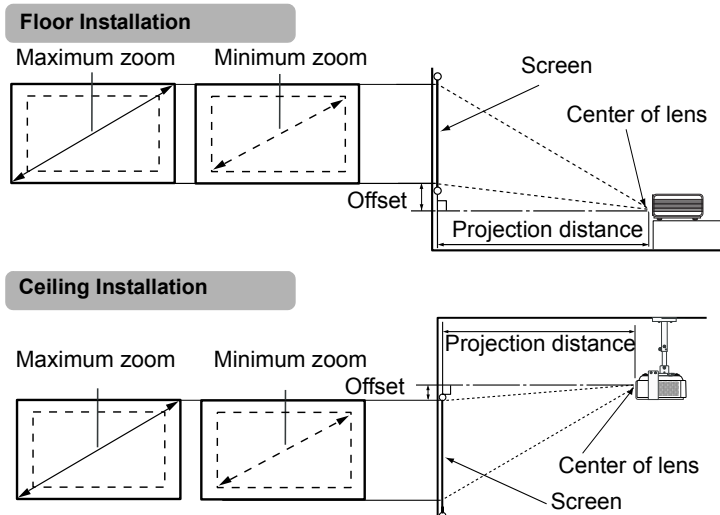 Floor Installation
Maximum zoom
Minimum zoom
Screen
Center of lens
Offset
Projection distance
Ceiling Installation
Maximum zoom
Minimum zoom
Projection distance
Offset
Center of lens
Screen